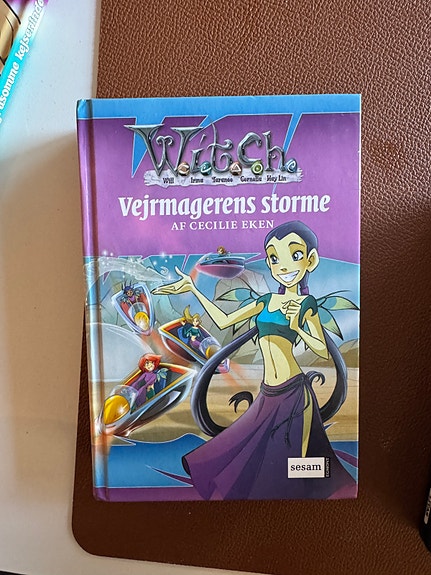 W.i.t.c.h.
Will Irma Taranee Cornelia Hay Lin
Vejrmagerens storme
AF CECILIE EKEN
sesam